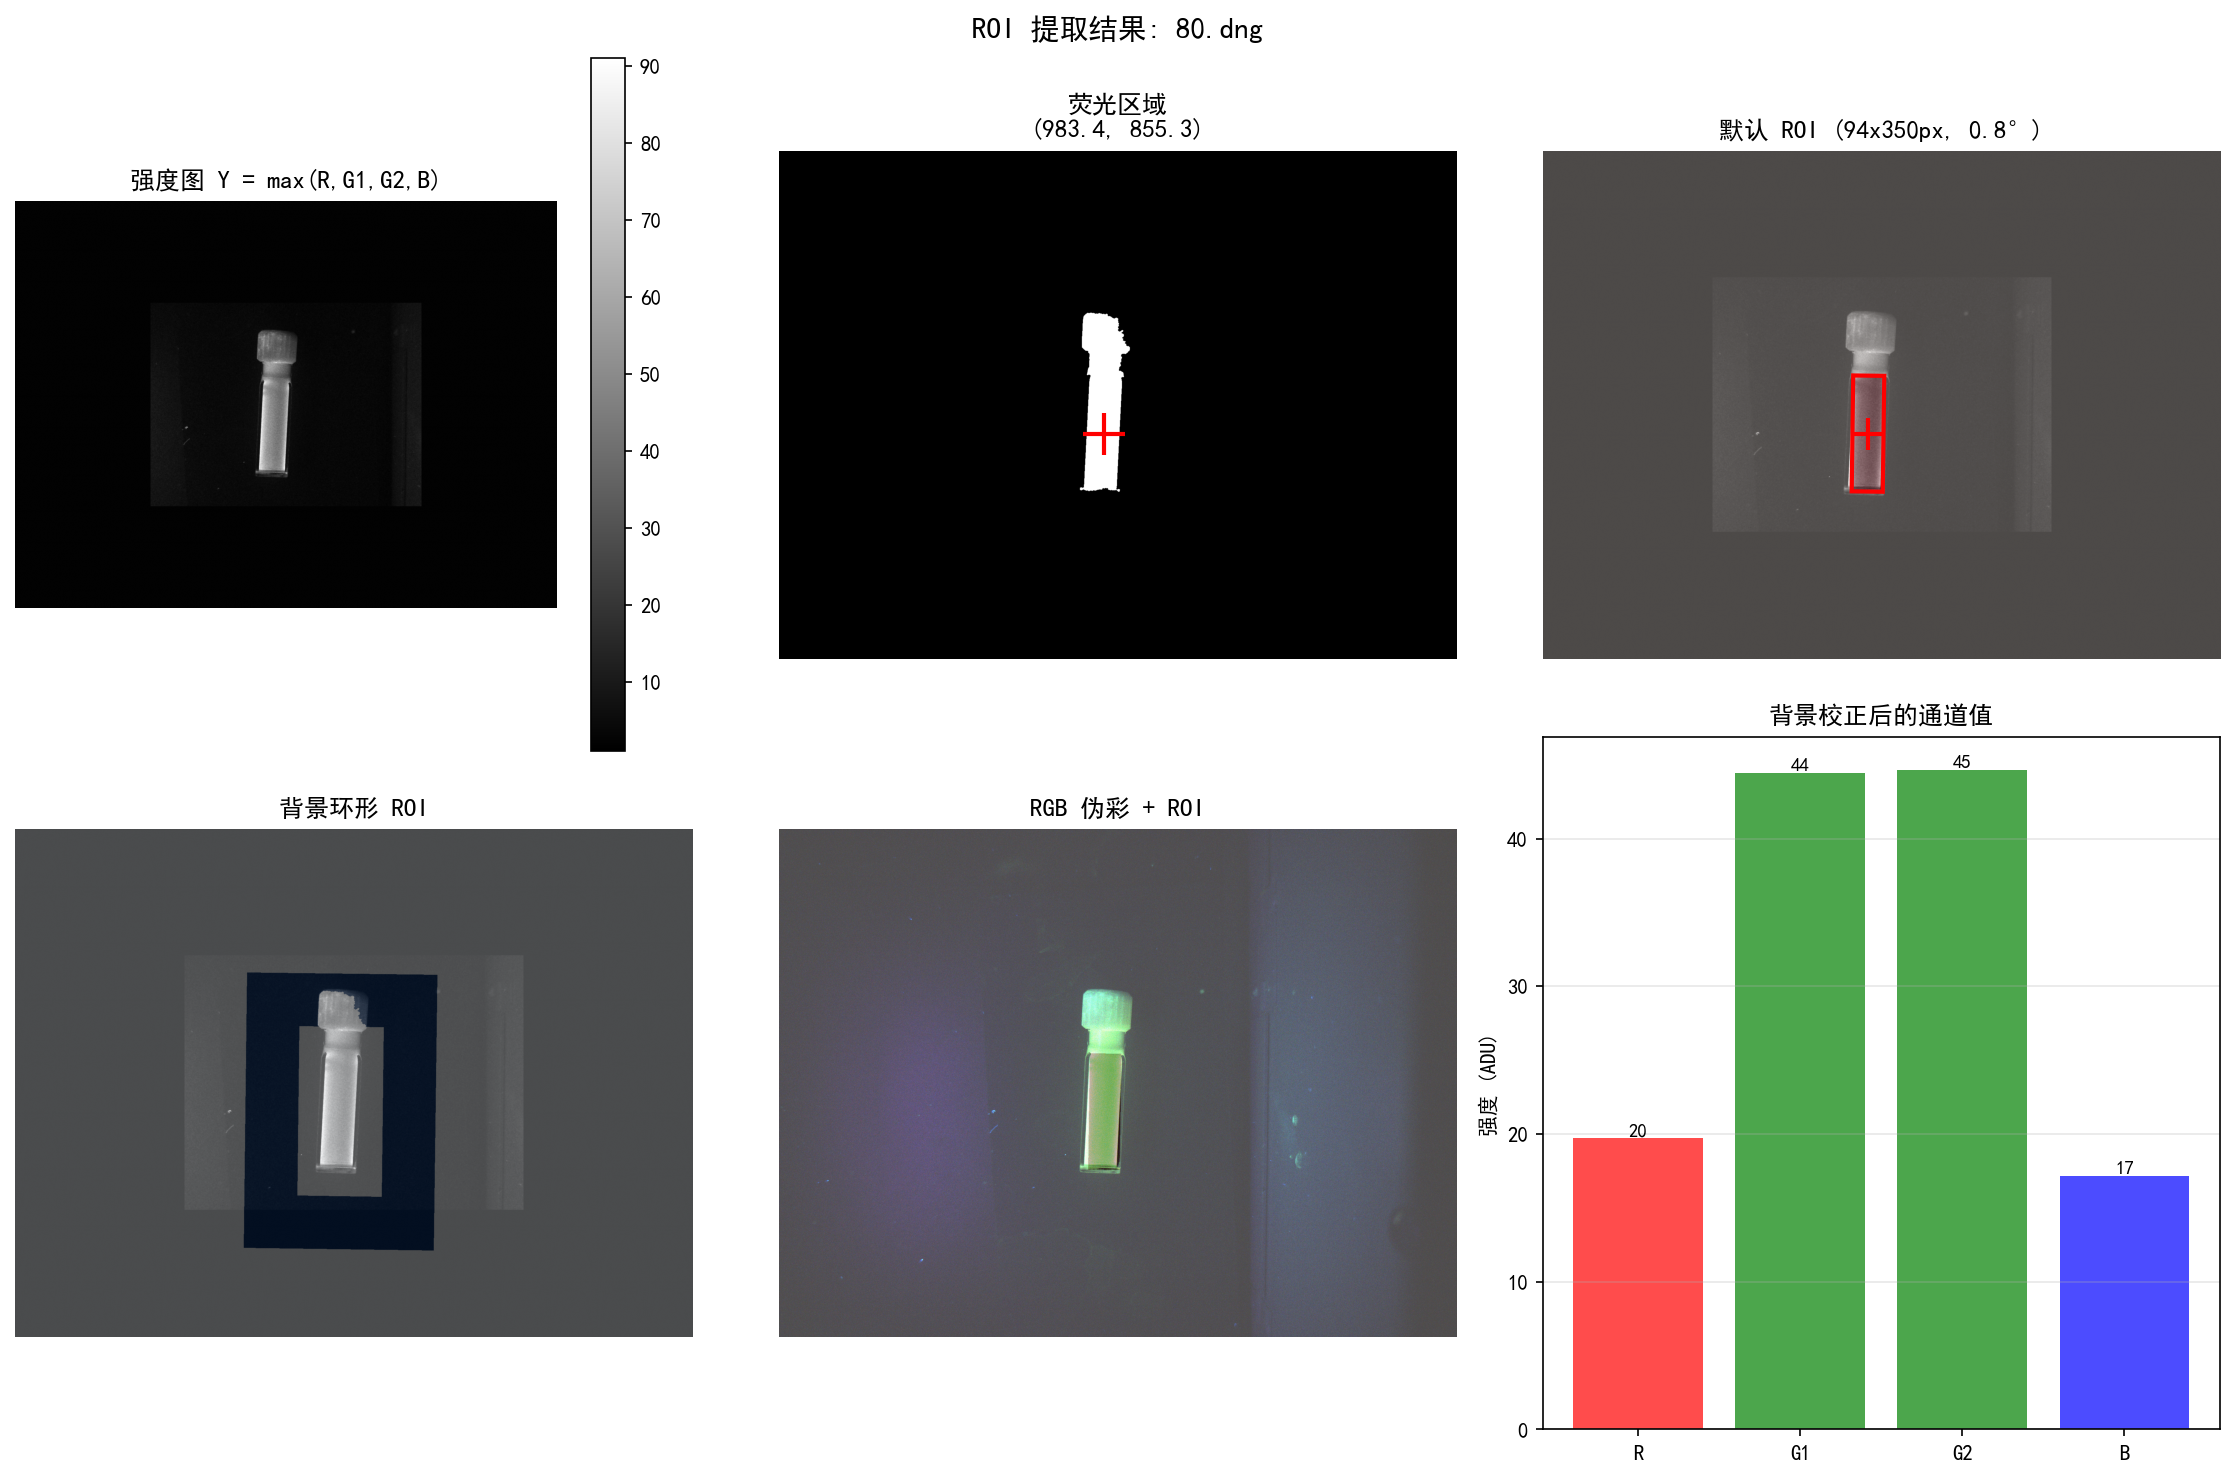 ROI 提取结果: 80.dng
强度图 Y = max(R,G1,G2,B)
90
80
70
60
50
40
30
20
10
荧光区域
(983.4, 855.3)
默认 ROI (94x350px, 0.8°)
背景环形 ROI
RGB 伪彩 + ROI
背景校正后的通道值
强度 (ADU)
40
30
20
10
0
20
44
45
17
R
G1
G2
B